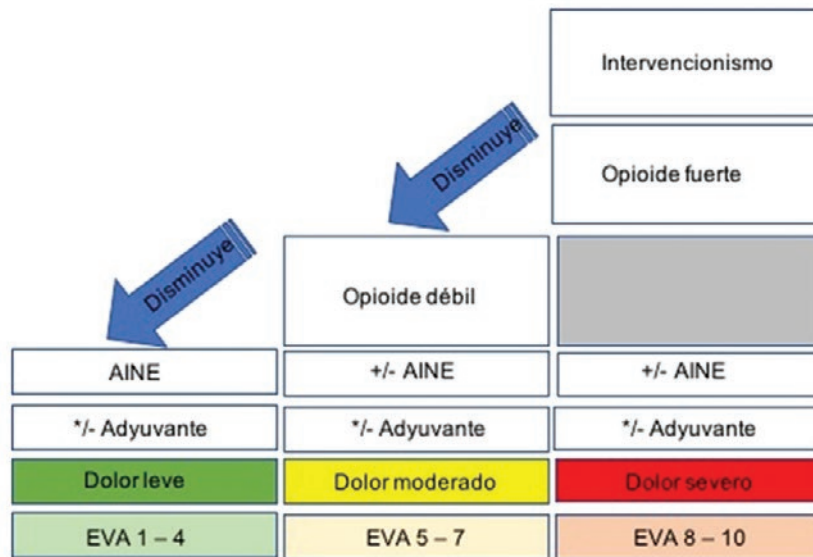 Intervencionismo
Disminuye
Opioide fuerte
Disminuye
Opioide débil
AINE
+/- AINE
+/- AINE
*/- Adyuvante
*/- Adyuvante
*/- Adyuvante
Dolor leve
Dolor moderado
Dolor severo
EVA 1 – 4
EVA 5 – 7
EVA 8 – 10